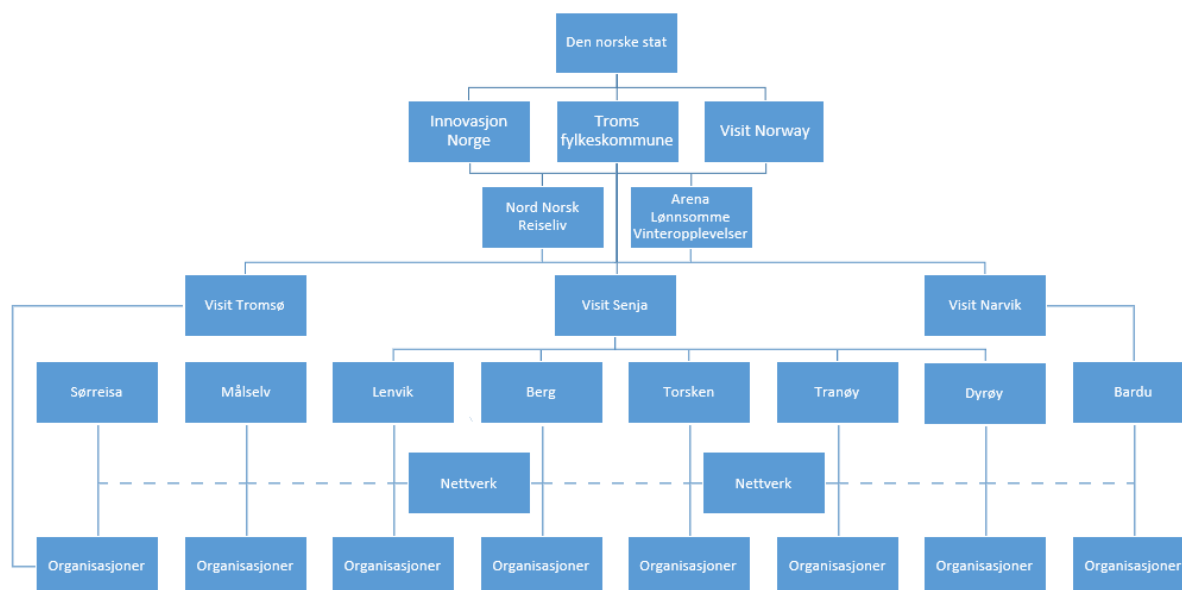 Den norske stat
Innovasjon
Norge
Troms
fylkeskommune
Visit Norway
Nord Norsk
Reiseliv
Arena
Lønnsomme
Vinteropplevelser
Visit Tromsø
Visit Senja
Visit Narvik
Sørreisa
Målselv
Lenvik
Berg
Torsken
Tranøy
Dyrøy
Bardu
Nettverk
Nettverk
Organisasjoner
Organisasjoner
Organisasjoner
Organisasjoner
Organisasjoner
Organisasjoner
Organisasjoner
Organisasjoner